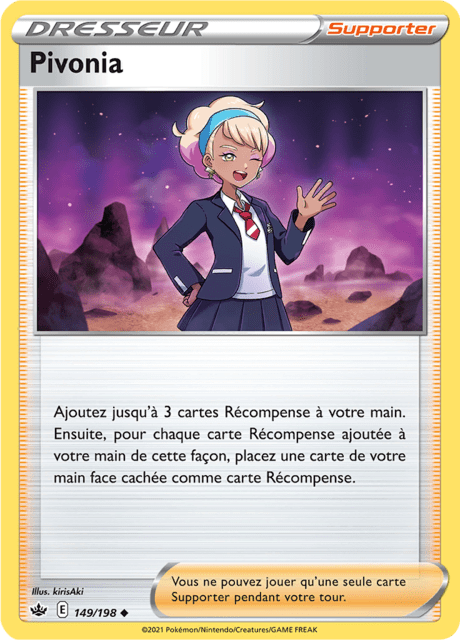 DRESSEUR
Supporter
Pivonia
Ajoutez jusqu'à 3 cartes Récompense à votre main.
Ensuite, pour chaque carte Récompense ajoutée à
votre main de cette façon, placez une carte de votre
main face cachée comme carte Récompense.
Illus. kirisAki
E 149/198
Vous ne pouvez jouer qu'une seule carte
Supporter pendant votre tour.
©2021 Pokémon/Nintendo/Creatures/GAME FREAK